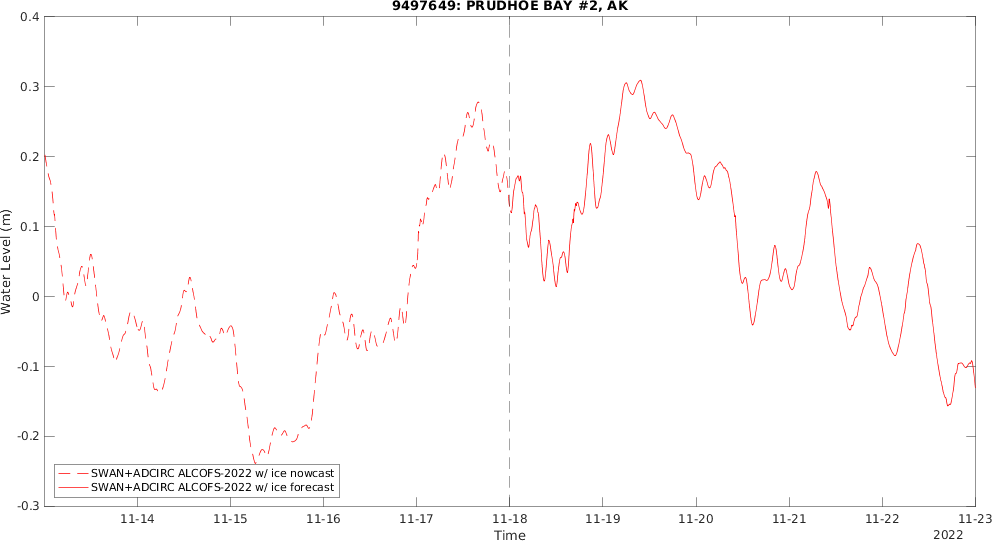 9497649: PRUDHOE BAY #2, AK
0.4
0.3
0.2
0.1
0
-0.1
-0.2
-0.3
Water Level (m)
SWAN+ADCIRC ALCOFS-2022 w/ ice nowcast
SWAN+ADCIRC ALCOFS-2022 w/ ice forecast
11-14 11-15 11-16 11-17 11-18 11-19 11-20 11-21 11-22 11-23
Time
2022